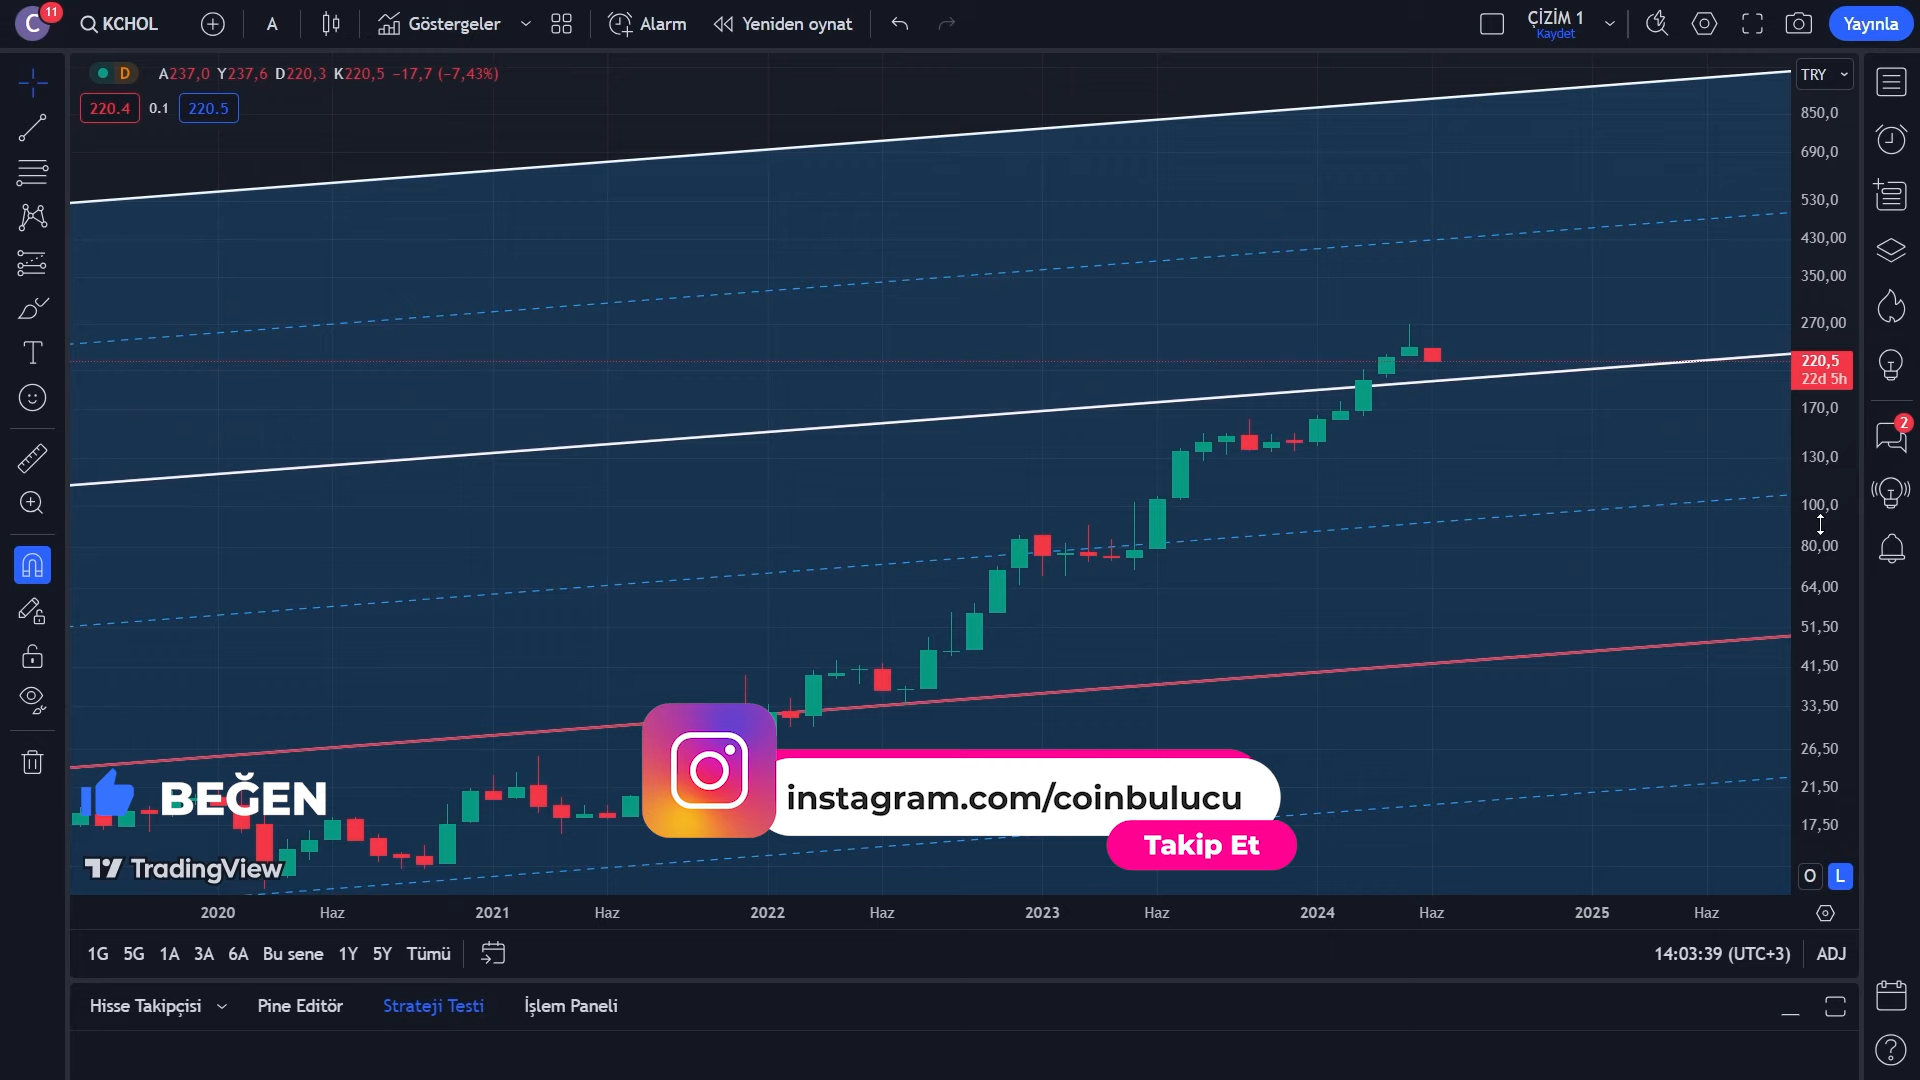 C 11 KCHOL A Göstergeler Alarm Yeniden oynat ÇİZİM 1 Yayınla
Kaydet
D A237,0 Y237,6 D220,3 K220,5 −17,7 (−7,43%)
220.4 0.1 220.5
TRY
850,0
690,0
530,0
430,00
350,00
270,00
220,5
22d 5h
170,0
130,0
100,0
80,00
64,00
51,50
41,50
33,50
26,50
21,50
17,50
2
BEĞEN
instagram.com/coinbulucu
Takip Et
TradingView
O L
2020 Haz 2021 Haz 2022 Haz 2023 Haz 2024 Haz 2025 Haz
1G 5G 1A 3A 6A Bu sene 1Y 5Y Tümü 14:03:39 (UTC+3) ADJ
Hisse Takipçisi Pine Editör Strateji Testi İşlem Paneli